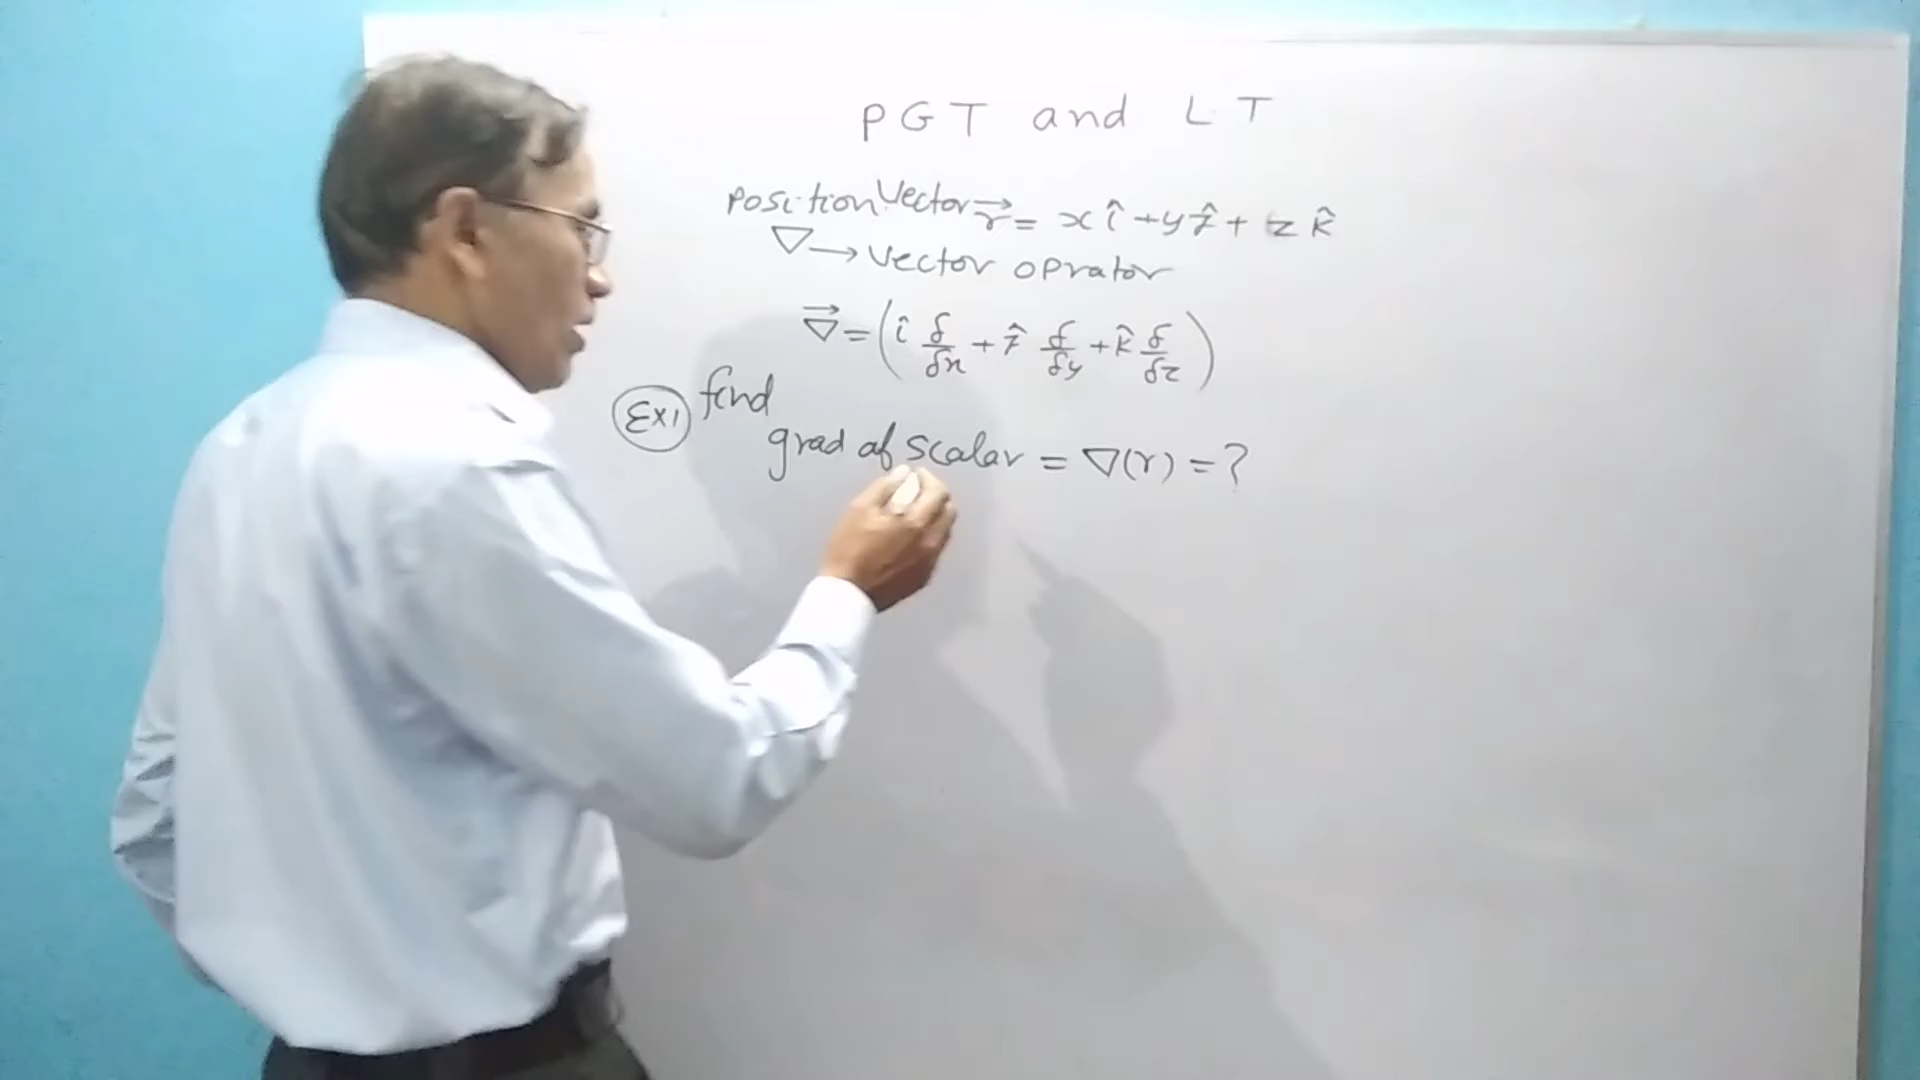 PGT and LT
Position Vector r⃗ = x î + y ĵ + z k̂
∇ → Vector oprator
∇⃗ = (î δ/δx + ĵ δ/δy + k̂ δ/δz)
Ex1 find
grad of scalar = ∇(r) = ?